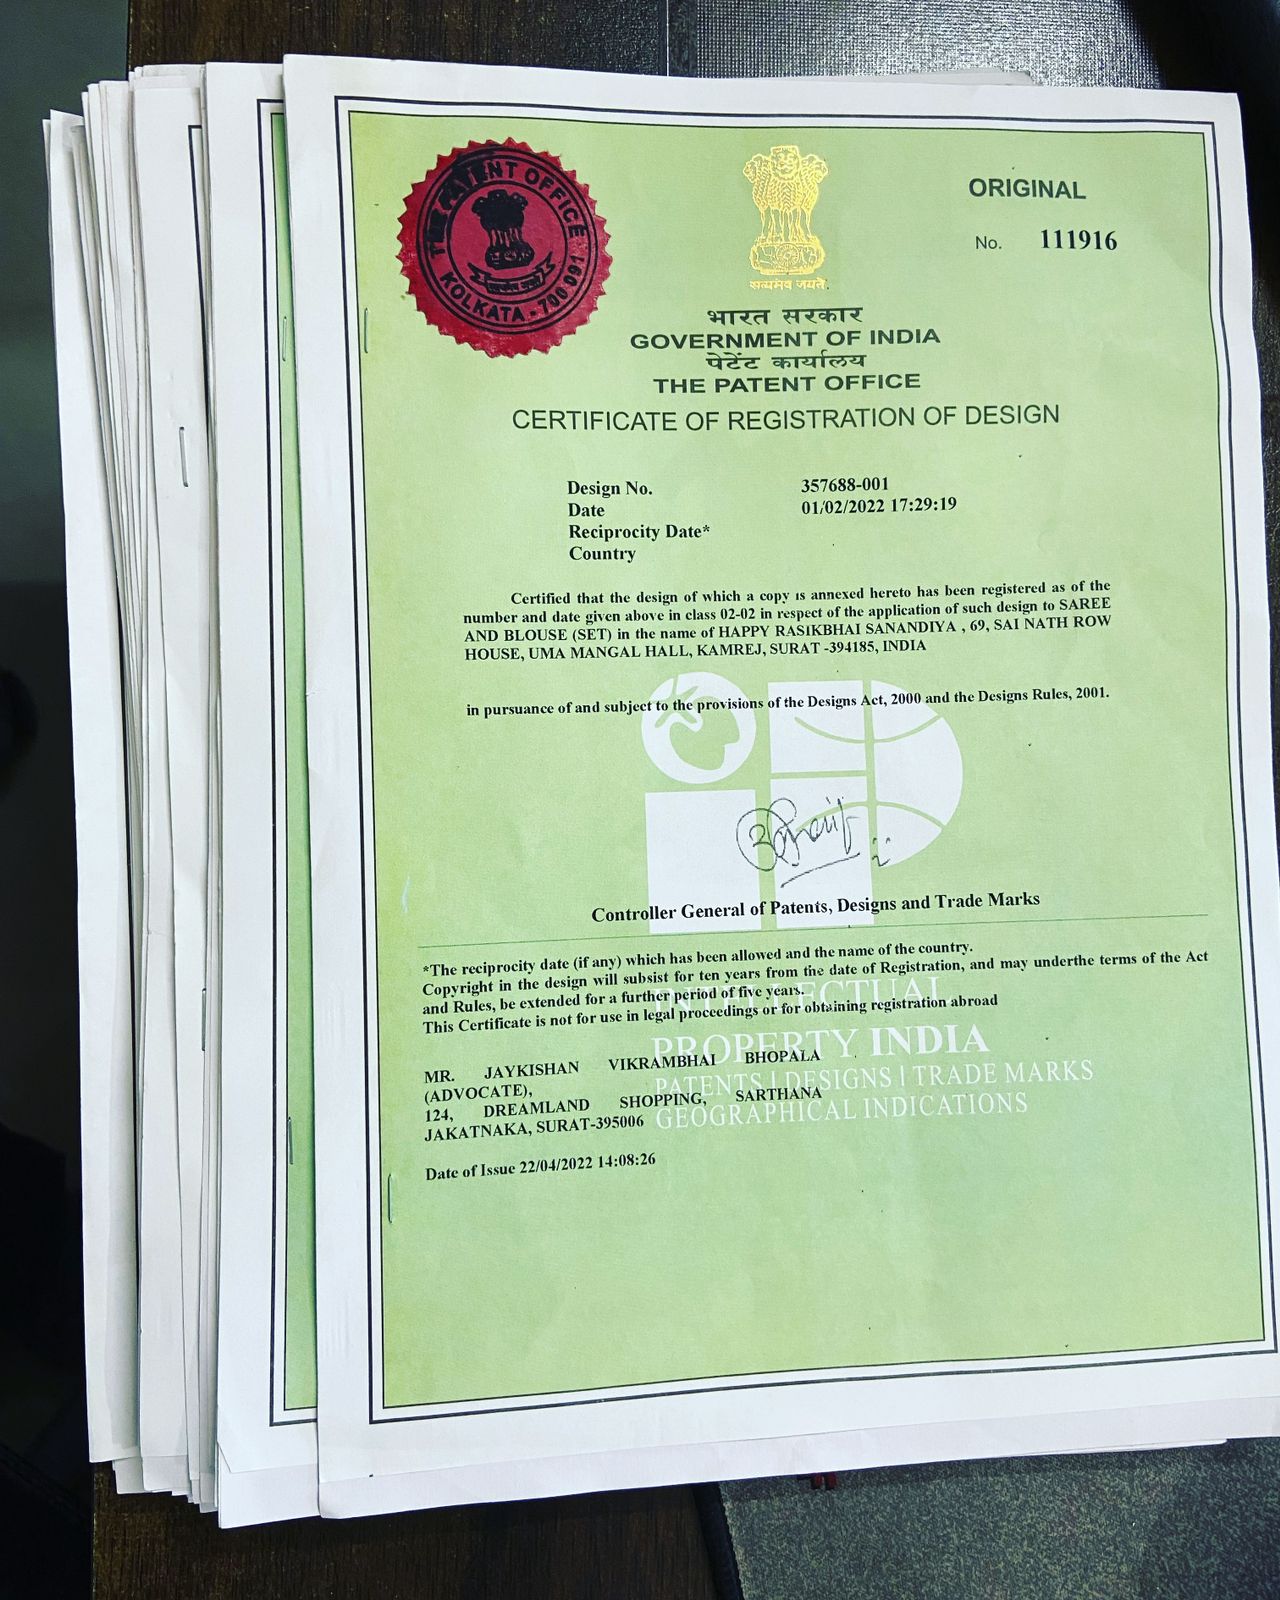 THE PATENT OFFICE
KOLKATA - 700 091
सत्यमेव जयते
ORIGINAL
No. 111916
भारत सरकार
GOVERNMENT OF INDIA
पेटेंट कार्यालय
THE PATENT OFFICE
CERTIFICATE OF REGISTRATION OF DESIGN
Design No. 357688-001
Date 01/02/2022 17:29:19
Reciprocity Date*
Country
Certified that the design of which a copy is annexed hereto has been registered as of the
number and date given above in class 02-02 in respect of the application of such design to SAREE
AND BLOUSE (SET) in the name of HAPPY RASIKBHAI SANANDIYA , 69, SAI NATH ROW
HOUSE, UMA MANGAL HALL, KAMREJ, SURAT -394185, INDIA
in pursuance of and subject to the provisions of the Designs Act, 2000 and the Designs Rules, 2001.
Controller General of Patents, Designs and Trade Marks
*The reciprocity date (if any) which has been allowed and the name of the country.
Copyright in the design will subsist for ten years from the date of Registration, and may underthe terms of the Act
and Rules, be extended for a further period of five years.
This Certificate is not for use in legal proceedings or for obtaining registration abroad
INTELLECTUAL
PROPERTY INDIA
PATENTS | DESIGNS | TRADE MARKS
GEOGRAPHICAL INDICATIONS
MR. JAYKISHAN VIKRAMBHAI BHOPALA
(ADVOCATE),
124, DREAMLAND SHOPPING, SARTHANA
JAKATNAKA, SURAT-395006
Date of Issue 22/04/2022 14:08:26